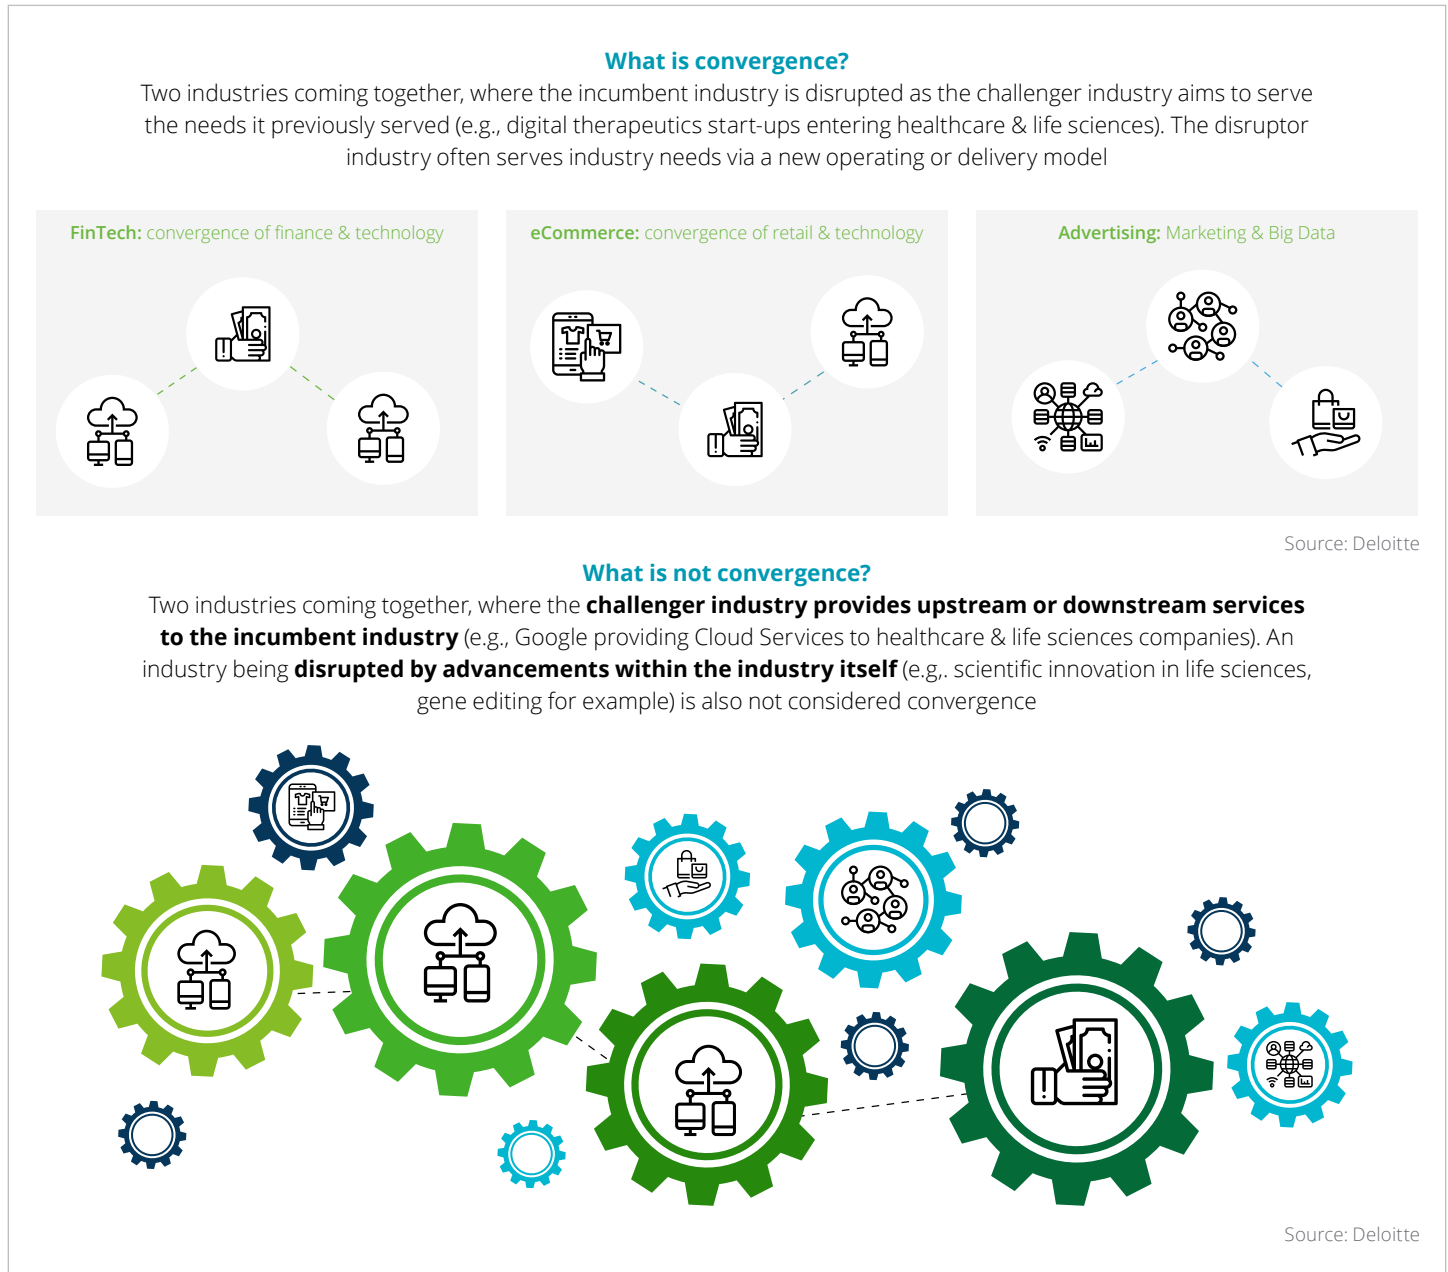 What is convergence?
Two industries coming together, where the incumbent industry is disrupted as the challenger industry aims to serve
the needs it previously served (e.g., digital therapeutics start-ups entering healthcare & life sciences). The disruptor
industry often serves industry needs via a new operating or delivery model
FinTech: convergence of finance & technology
eCommerce: convergence of retail & technology
Advertising: Marketing & Big Data
Source: Deloitte
What is not convergence?
Two industries coming together, where the challenger industry provides upstream or downstream services
to the incumbent industry (e.g., Google providing Cloud Services to healthcare & life sciences companies). An
industry being disrupted by advancements within the industry itself (e.g,. scientific innovation in life sciences,
gene editing for example) is also not considered convergence
Source: Deloitte